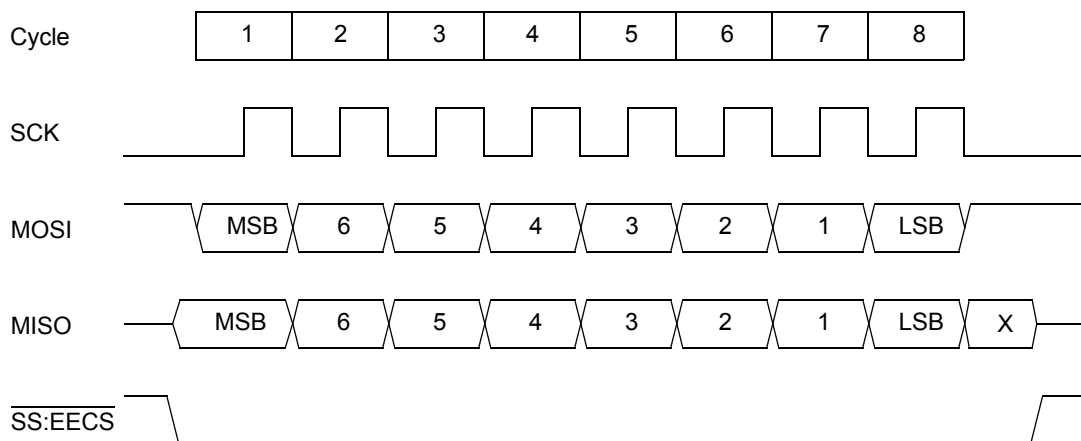 Cycle 1 2 3 4 5 6 7 8
SCK
MOSI MSB 6 5 4 3 2 1 LSB
MISO MSB 6 5 4 3 2 1 LSB X
SS:EECS